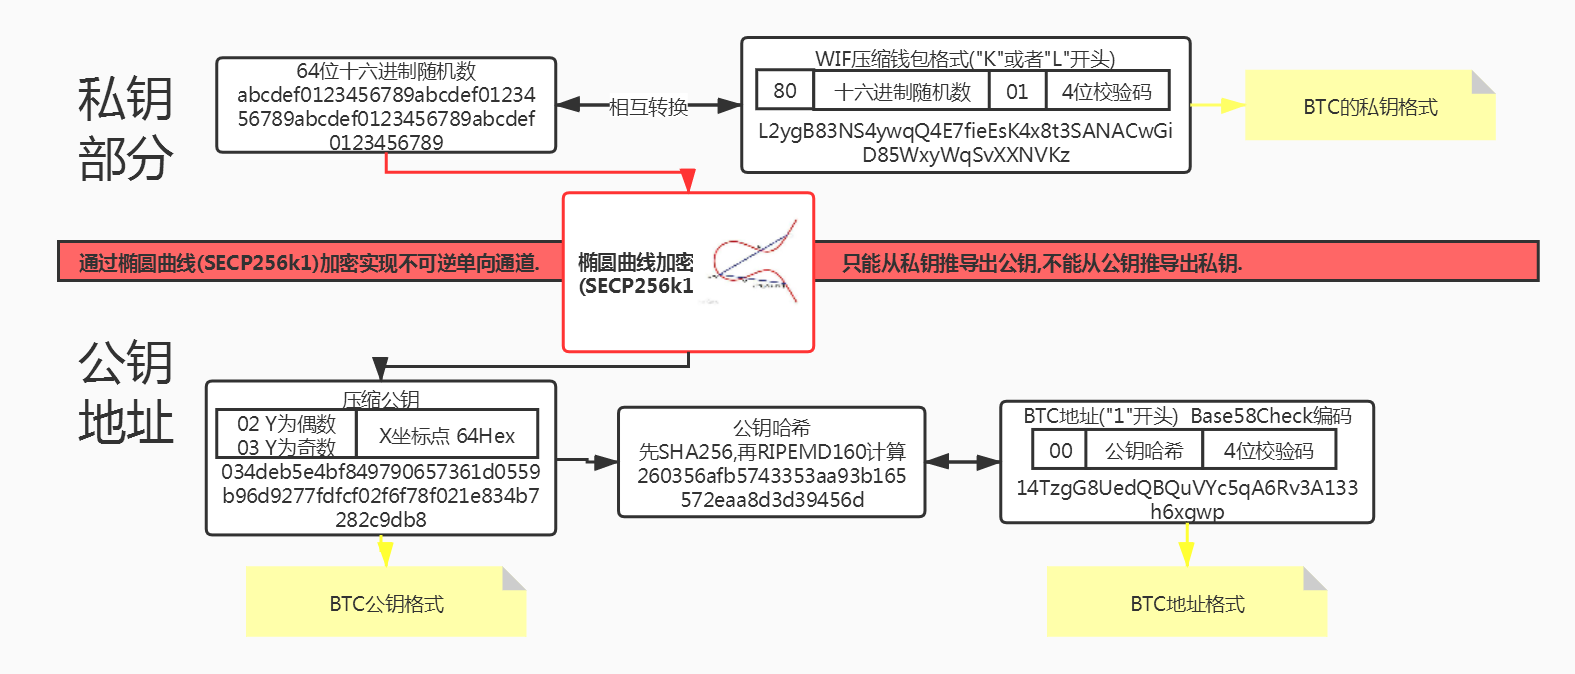 私钥
部分
64位十六进制随机数
abcdef0123456789abcdef01234
56789abcdef0123456789abcdef
0123456789
相互转换
WIF压缩钱包格式("K"或者"L"开头)
80 十六进制随机数 01 4位校验码
L2ygB83NS4ywqQ4E7fieEsK4x8t3SANACwGi
D85WxyWqSvXXNVKz
BTC的私钥格式
通过椭圆曲线(SECP256k1)加密实现不可逆单向通道.
椭圆曲线加密
(SECP256k1
只能从私钥推导出公钥,不能从公钥推导出私钥.
公钥
地址
压缩公钥
02 Y为偶数
03 Y为奇数
X坐标点 64Hex
034deb5e4bf849790657361d0559
b96d9277fdfcf02f6f78f021e834b7
282c9db8
BTC公钥格式
公钥哈希
先SHA256,再RIPEMD160计算
260356afb5743353aa93b165
572eaa8d3d39456d
BTC地址("1"开头) Base58Check编码
00 公钥哈希 4位校验码
14TzgG8UedQBQuVYc5qA6Rv3A133
h6xgwp
BTC地址格式